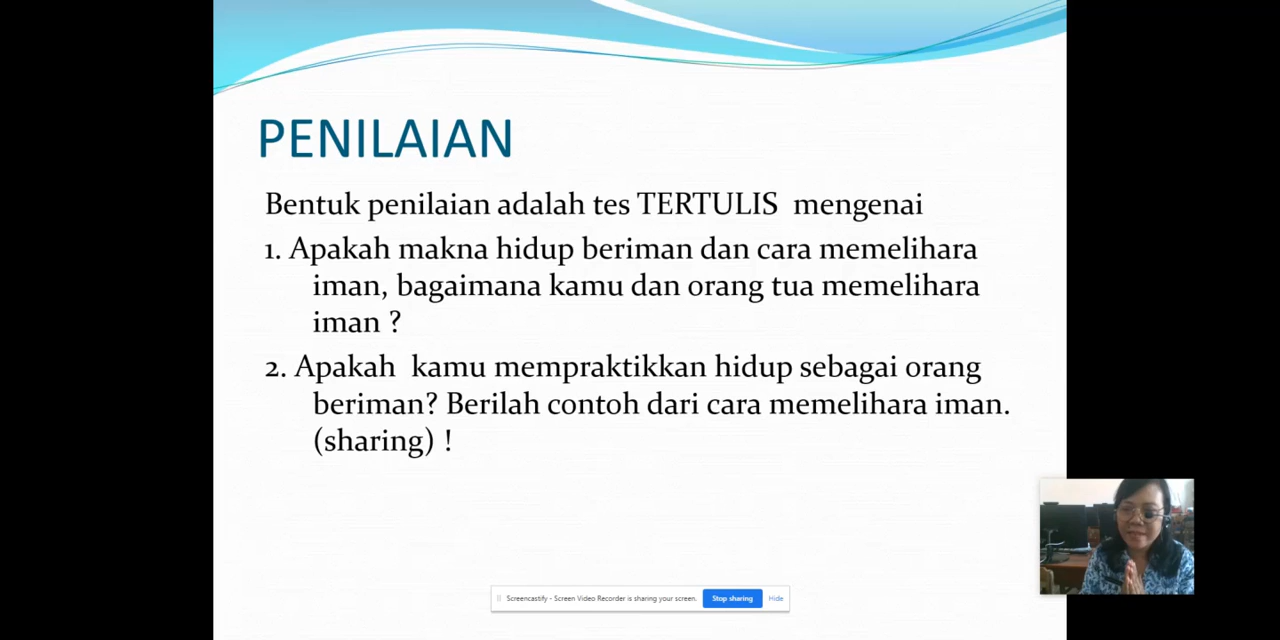 PENILAIAN
Bentuk penilaian adalah tes TERTULIS  mengenai
1. Apakah makna hidup beriman dan cara memelihara
iman, bagaimana kamu dan orang tua memelihara
iman ?
2. Apakah  kamu mempraktikkan hidup sebagai orang
beriman? Berilah contoh dari cara memelihara iman.
(sharing) !
Screencastify - Screen Video Recorder is sharing your screen. Stop sharing Hide